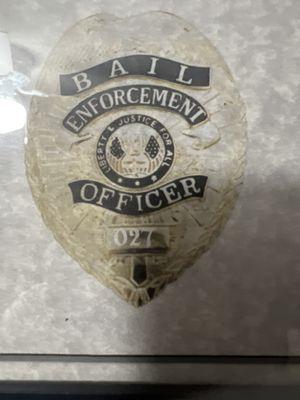 BAIL
ENFORCEMENT
LIBERTY & JUSTICE FOR ALL
OFFICER
027